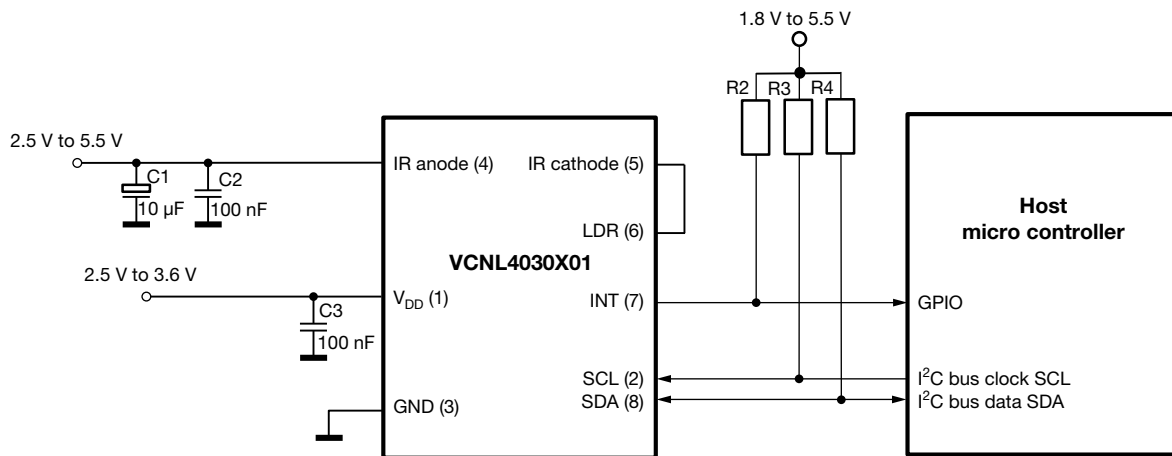 1.8 V to 5.5 V
R2 R3 R4
2.5 V to 5.5 V
C1
10 µF
C2
100 nF
IR anode (4)
IR cathode (5)
LDR (6)
VCNL4030X01
Host
micro controller
2.5 V to 3.6 V
C3
100 nF
V_DD (1)
INT (7)
GPIO
SCL (2)
I²C bus clock SCL
GND (3)
SDA (8)
I²C bus data SDA